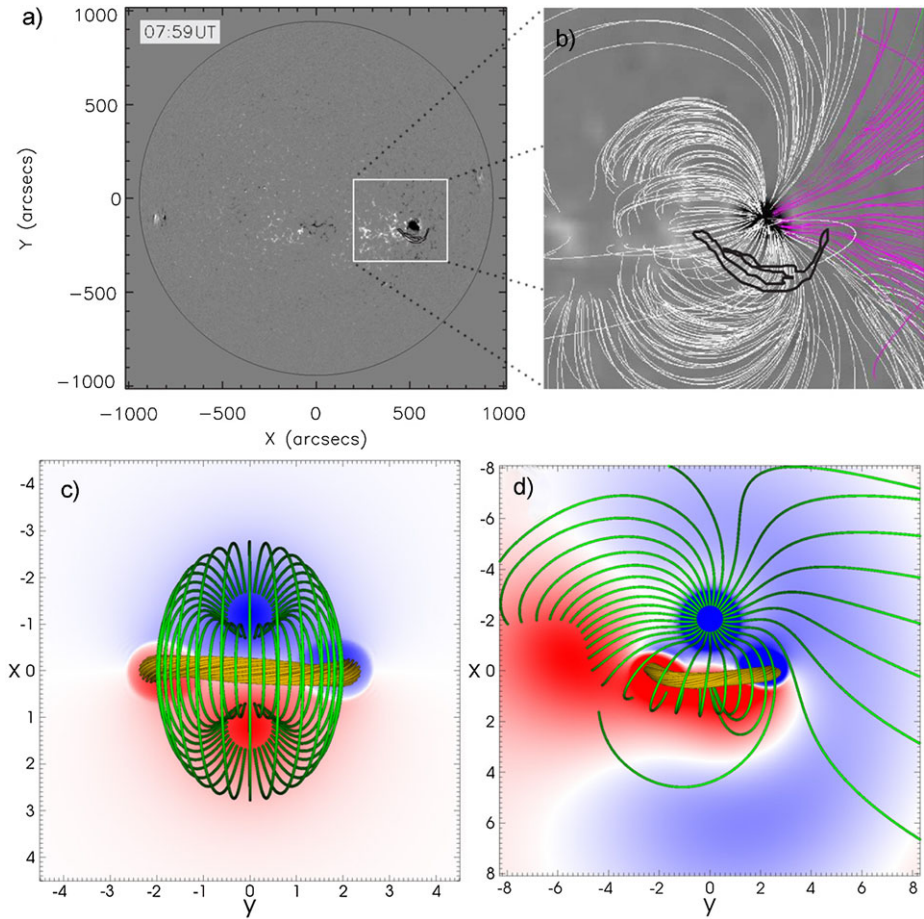 a)
07:59UT
1000
500
0
-500
-1000
Y (arcsecs)
-1000 -500 0 500 1000
X (arcsecs)
b)
c)
-4
-3
-2
-1
X 0
1
2
3
4
-4 -3 -2 -1 0 1 2 3 4
y
d)
-8
-6
-4
-2
X 0
2
4
6
8
-8 -6 -4 -2 0 2 4 6 8
y